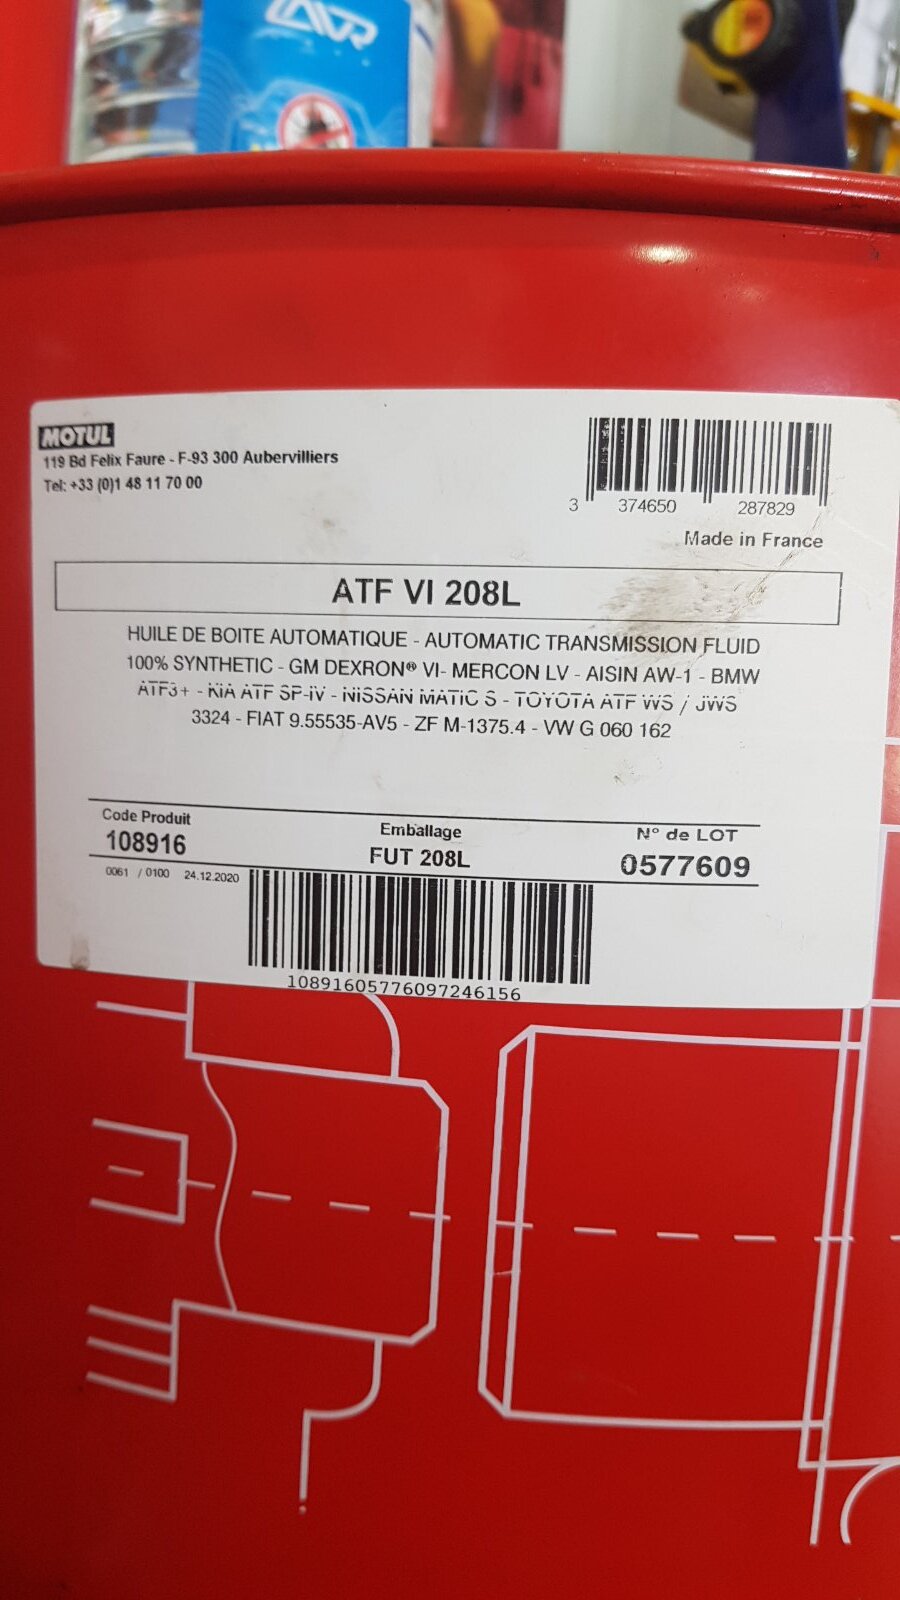 LAVR
MOTUL
119 Bd Felix Faure - F-93 300 Aubervilliers
Tel: +33 (0)1 48 11 70 00
3 374650 287829
Made in France
ATF VI 208L
HUILE DE BOITE AUTOMATIQUE - AUTOMATIC TRANSMISSION FLUID
100% SYNTHETIC - GM DEXRON® VI- MERCON LV - AISIN AW-1 - BMW
ATF3+ - KIA ATF SP-IV - NISSAN MATIC S - TOYOTA ATF WS / JWS
3324 - FIAT 9.55535-AV5 - ZF M-1375.4 - VW G 060 162
Code Produit
108916
Emballage
FUT 208L
N° de LOT
0577609
0061 / 0100 24.12.2020
10891605776097246156